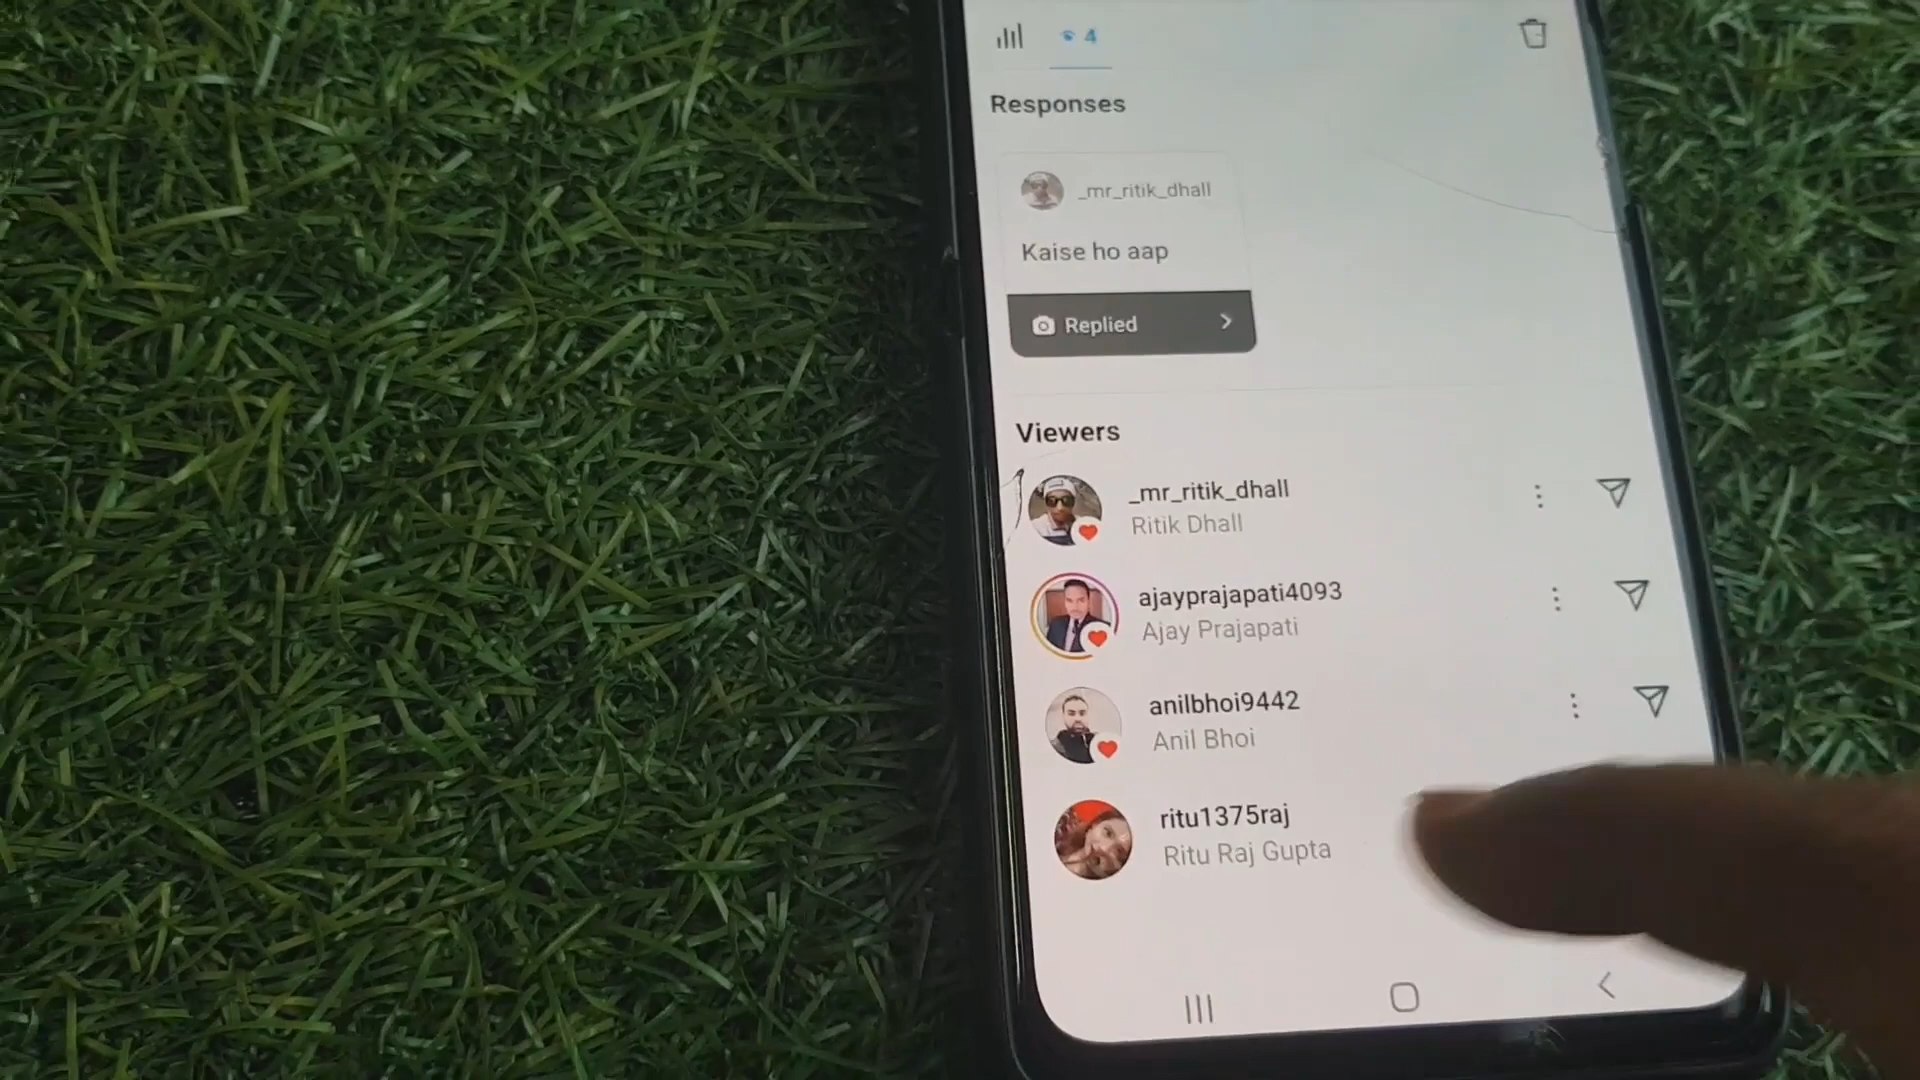 4
Responses
_mr_ritik_dhall
Kaise ho aap
Replied
Viewers
_mr_ritik_dhall
Ritik Dhall
ajayprajapati4093
Ajay Prajapati
anilbhoi9442
Anil Bhoi
ritu1375raj
Ritu Raj Gupta